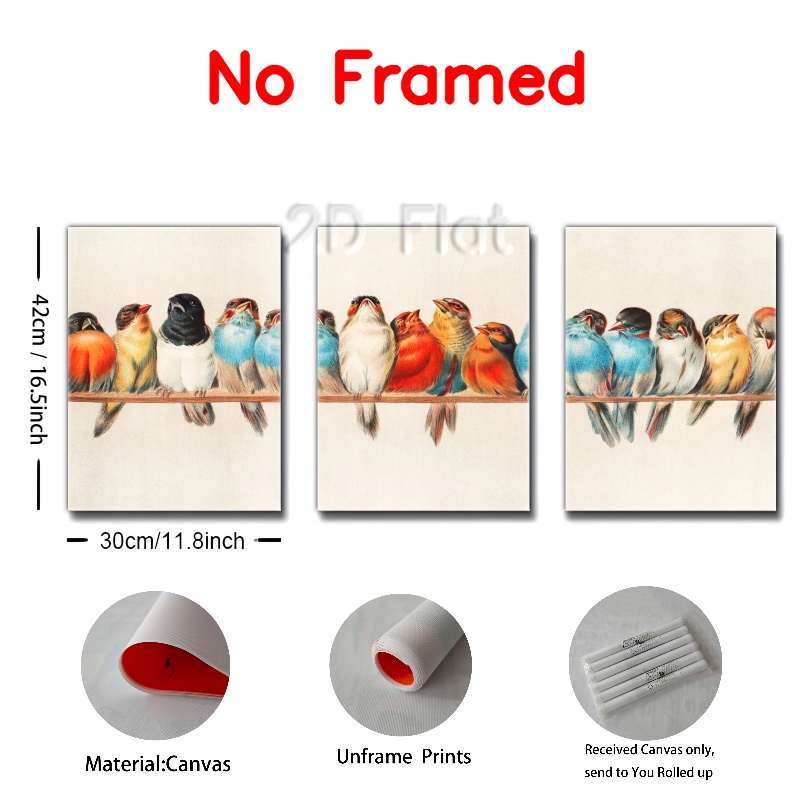 No Framed
2D Flat
42cm / 16.5inch
30cm/11.8inch
Material:Canvas
Unframe Prints
Received Canvas only,
send to You Rolled up